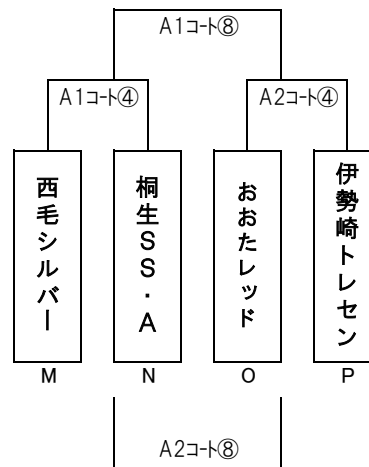 A1コート⑧
A1コート④
A2コート④
西毛シルバー
桐生SS・A
おおたレッド
伊勢崎トレセン
M
N
O
P
A2コート⑧